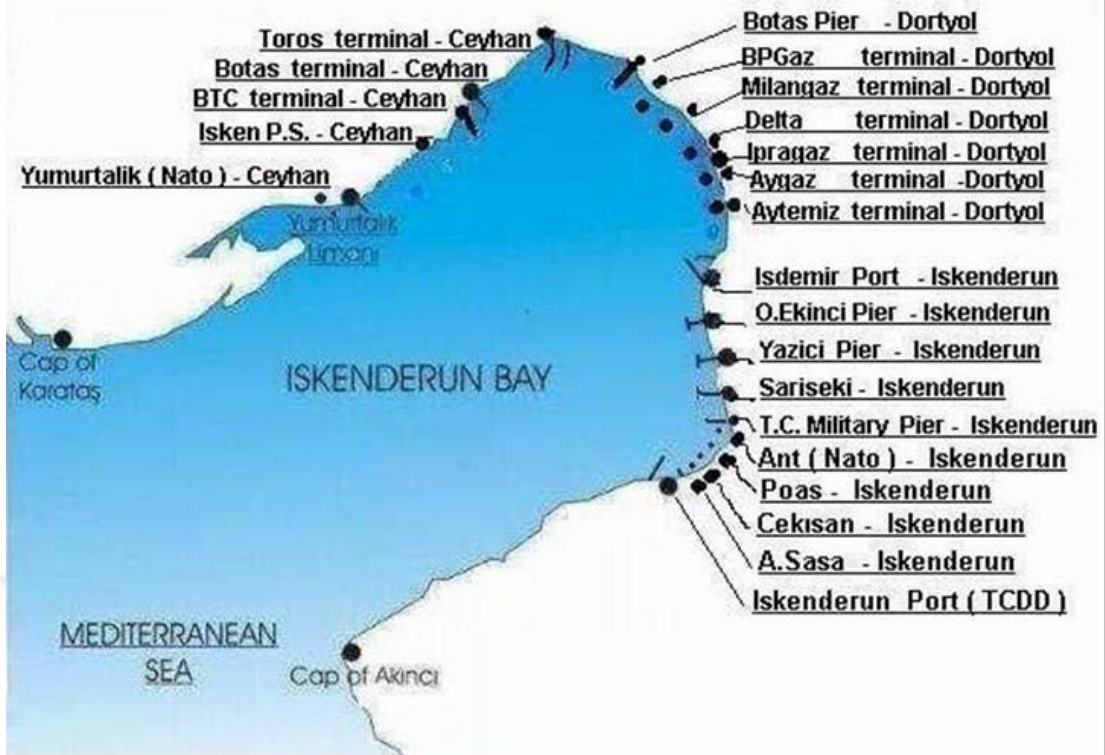 Toros terminal - Ceyhan
Botas terminal - Ceyhan
BTC terminal - Ceyhan
Isken P.S. - Ceyhan
Yumurtalik ( Nato ) - Ceyhan
Yumurtalık
Limanı
Cap of
Karataş
ISKENDERUN BAY
MEDITERRANEAN
SEA
Cap of Akıncı
Botas Pier - Dortyol
BPGaz terminal - Dortyol
Milangaz terminal - Dortyol
Delta terminal - Dortyol
Ipragaz terminal - Dortyol
Aygaz terminal -Dortyol
Aytemiz terminal - Dortyol
Isdemir Port - Iskenderun
O.Ekinci Pier - Iskenderun
Yazici Pier - Iskenderun
Sariseki - Iskenderun
T.C. Military Pier - Iskenderun
Ant ( Nato ) - Iskenderun
Poas - Iskenderun
Cekısan - Iskenderun
A.Sasa - Iskenderun
Iskenderun Port ( TCDD )